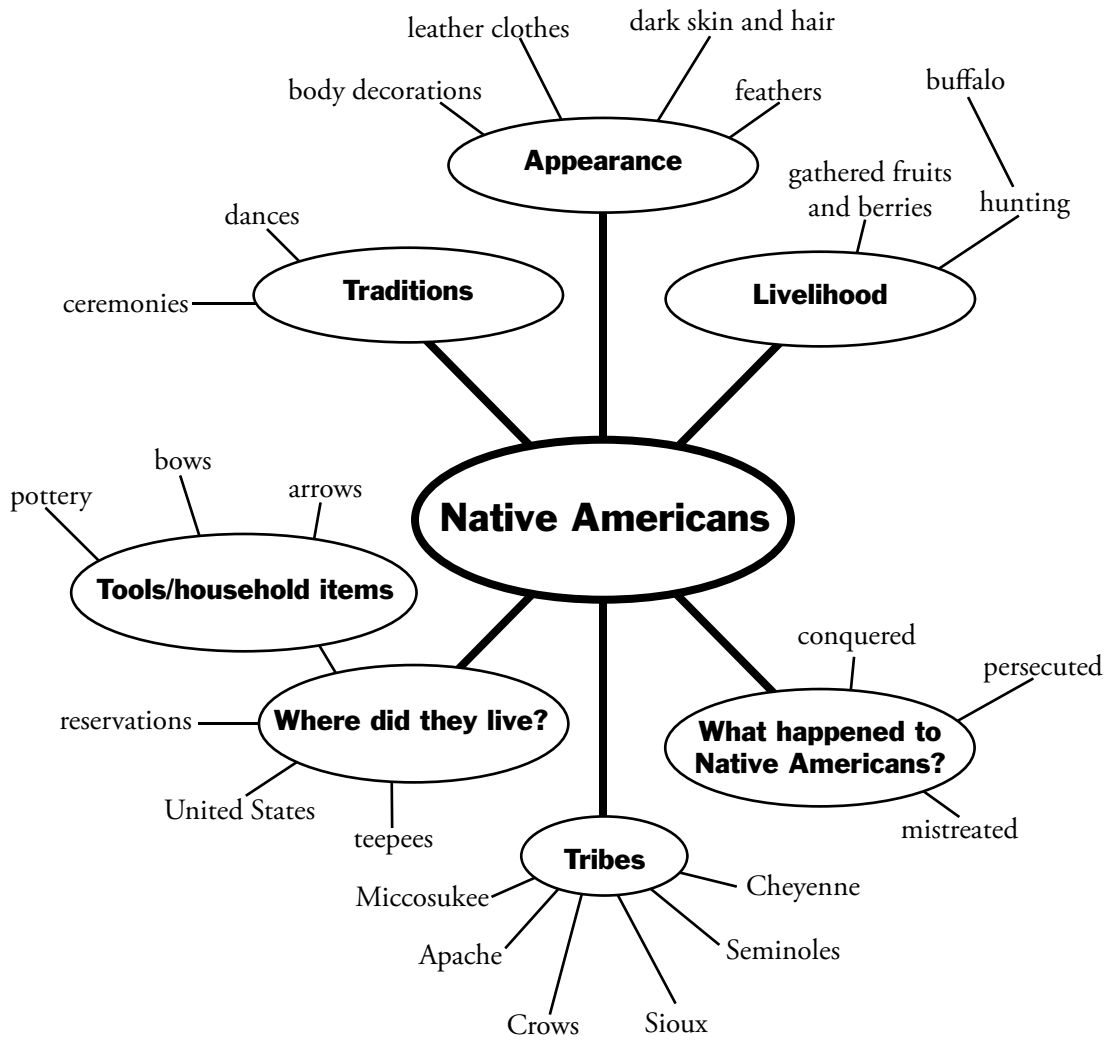 leather clothes
dark skin and hair
body decorations
feathers
buffalo
Appearance
gathered fruits
and berries
hunting
dances
Traditions
Livelihood
ceremonies
bows
pottery
arrows
Native Americans
Tools/household items
conquered
persecuted
reservations
Where did they live?
What happened to
Native Americans?
United States
teepees
mistreated
Tribes
Miccosukee
Cheyenne
Apache
Seminoles
Crows
Sioux